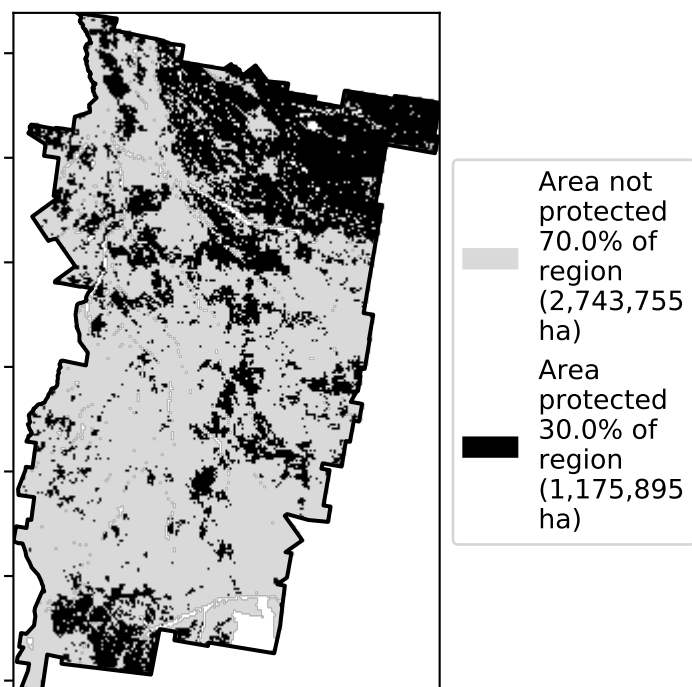 Area not
protected
70.0% of
region
(2,743,755
ha)
Area
protected
30.0% of
region
(1,175,895
ha)